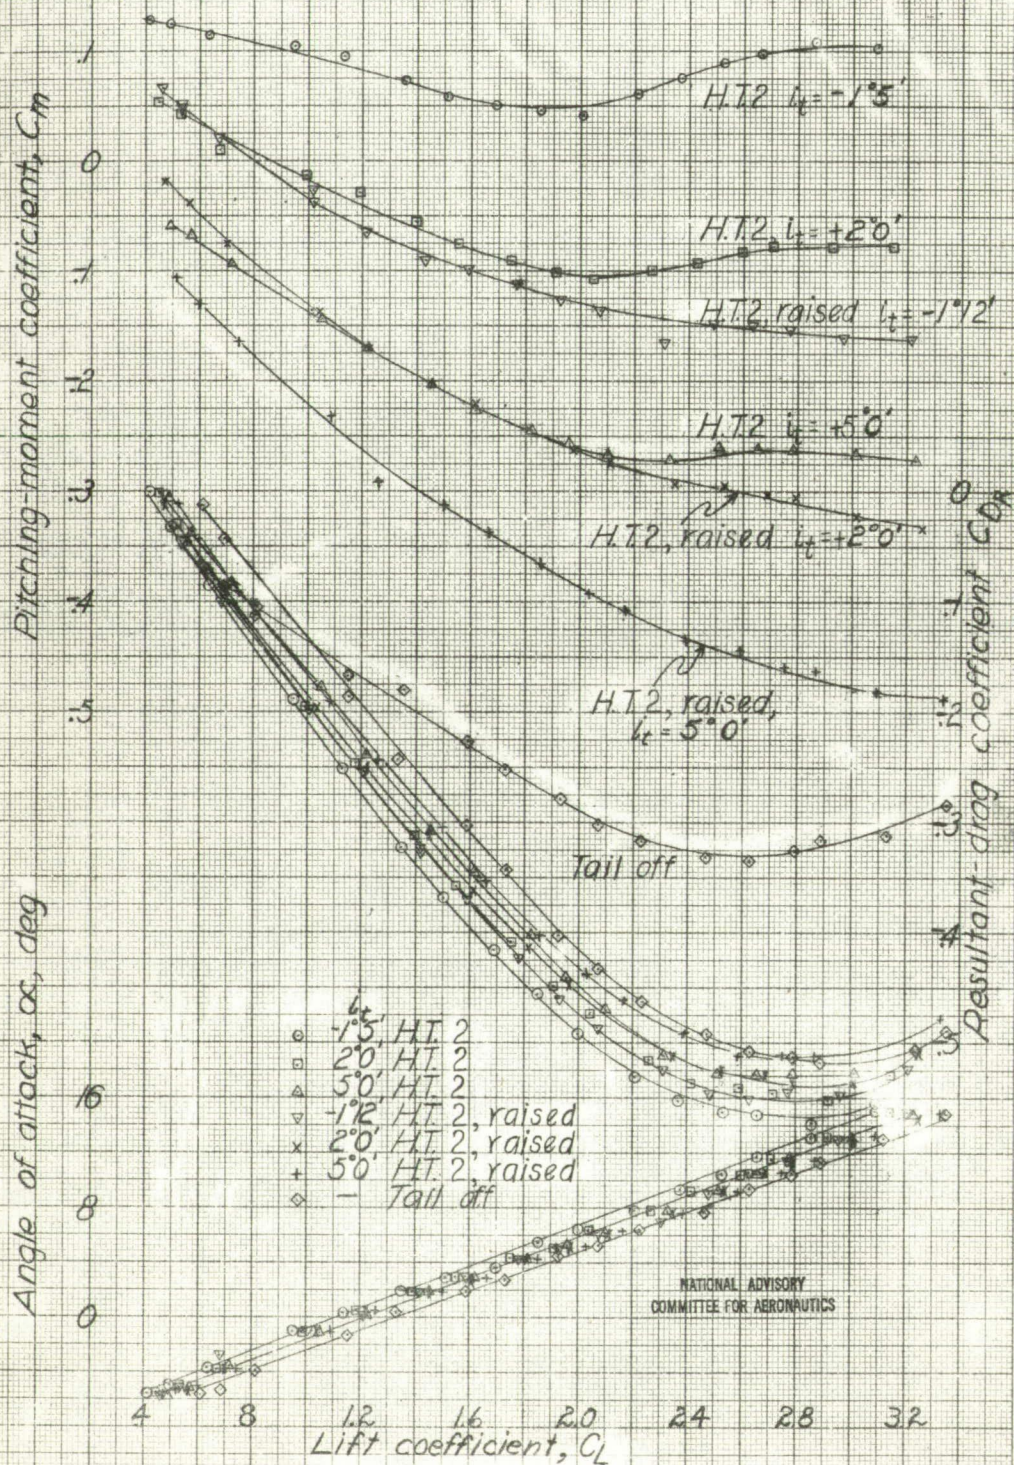 .1
0
-.1
-.2
-.3
-.4
-.5
Pitching-moment coefficient, Cm
H.T.2 it = -1°5'
H.T.2, it = +2°0'
H.T.2, raised it = -1°12'
H.T.2 it = +5°0'
H.T.2, raised it = +2°0'
H.T.2, raised,
it = 5°0'
Tail off
0
-.1
-.2
-.3
-.4
-.5
Resultant-drag coefficient CDR
Angle of attack, α, deg
16
8
0
it
-1°5' H.T. 2
2°0' H.T. 2
5°0' H.T. 2
-1°12' H.T. 2, raised
2°0' H.T. 2, raised
5°0' H.T. 2, raised
— Tail off
NATIONAL ADVISORY
COMMITTEE FOR AERONAUTICS
.4 .8 1.2 1.6 2.0 2.4 2.8 3.2
Lift coefficient, CL